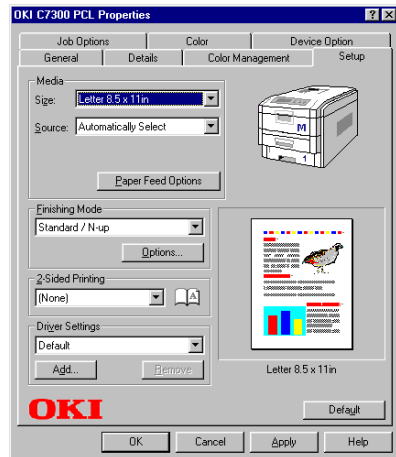 OKI C7300 PCL Properties
Job Options Color Device Option
General Details Color Management Setup
Media
Size: Letter 8.5 x 11in
Source: Automatically Select
M
1
Paper Feed Options
Finishing Mode
Standard / N-up
Options...
2-Sided Printing
(None)
A
Driver Settings
Default
Add... Remove
Letter 8.5 x 11in
OKI
Default
OK Cancel Apply Help